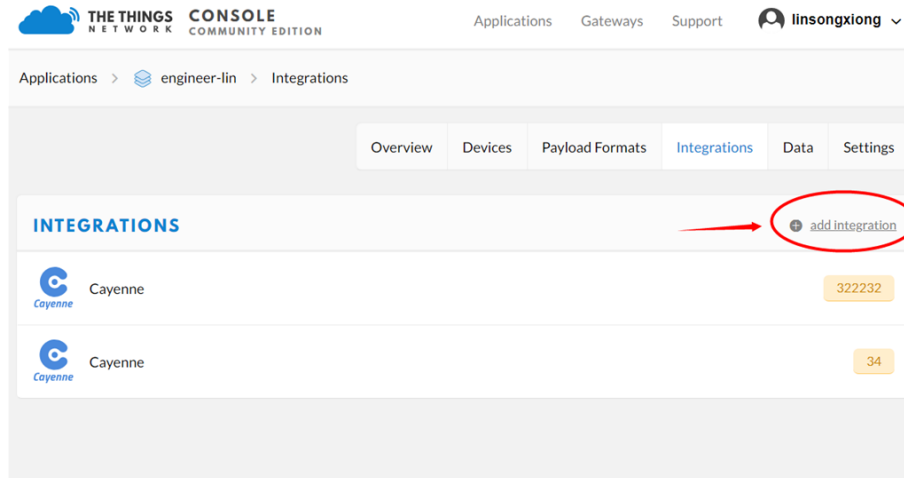 THE THINGS NETWORK CONSOLE COMMUNITY EDITION Applications Gateways Support linsongxiong
Applications > engineer-lin > Integrations
Overview Devices Payload Formats Integrations Data Settings
INTEGRATIONS add integration
Cayenne Cayenne 322232
Cayenne Cayenne 34